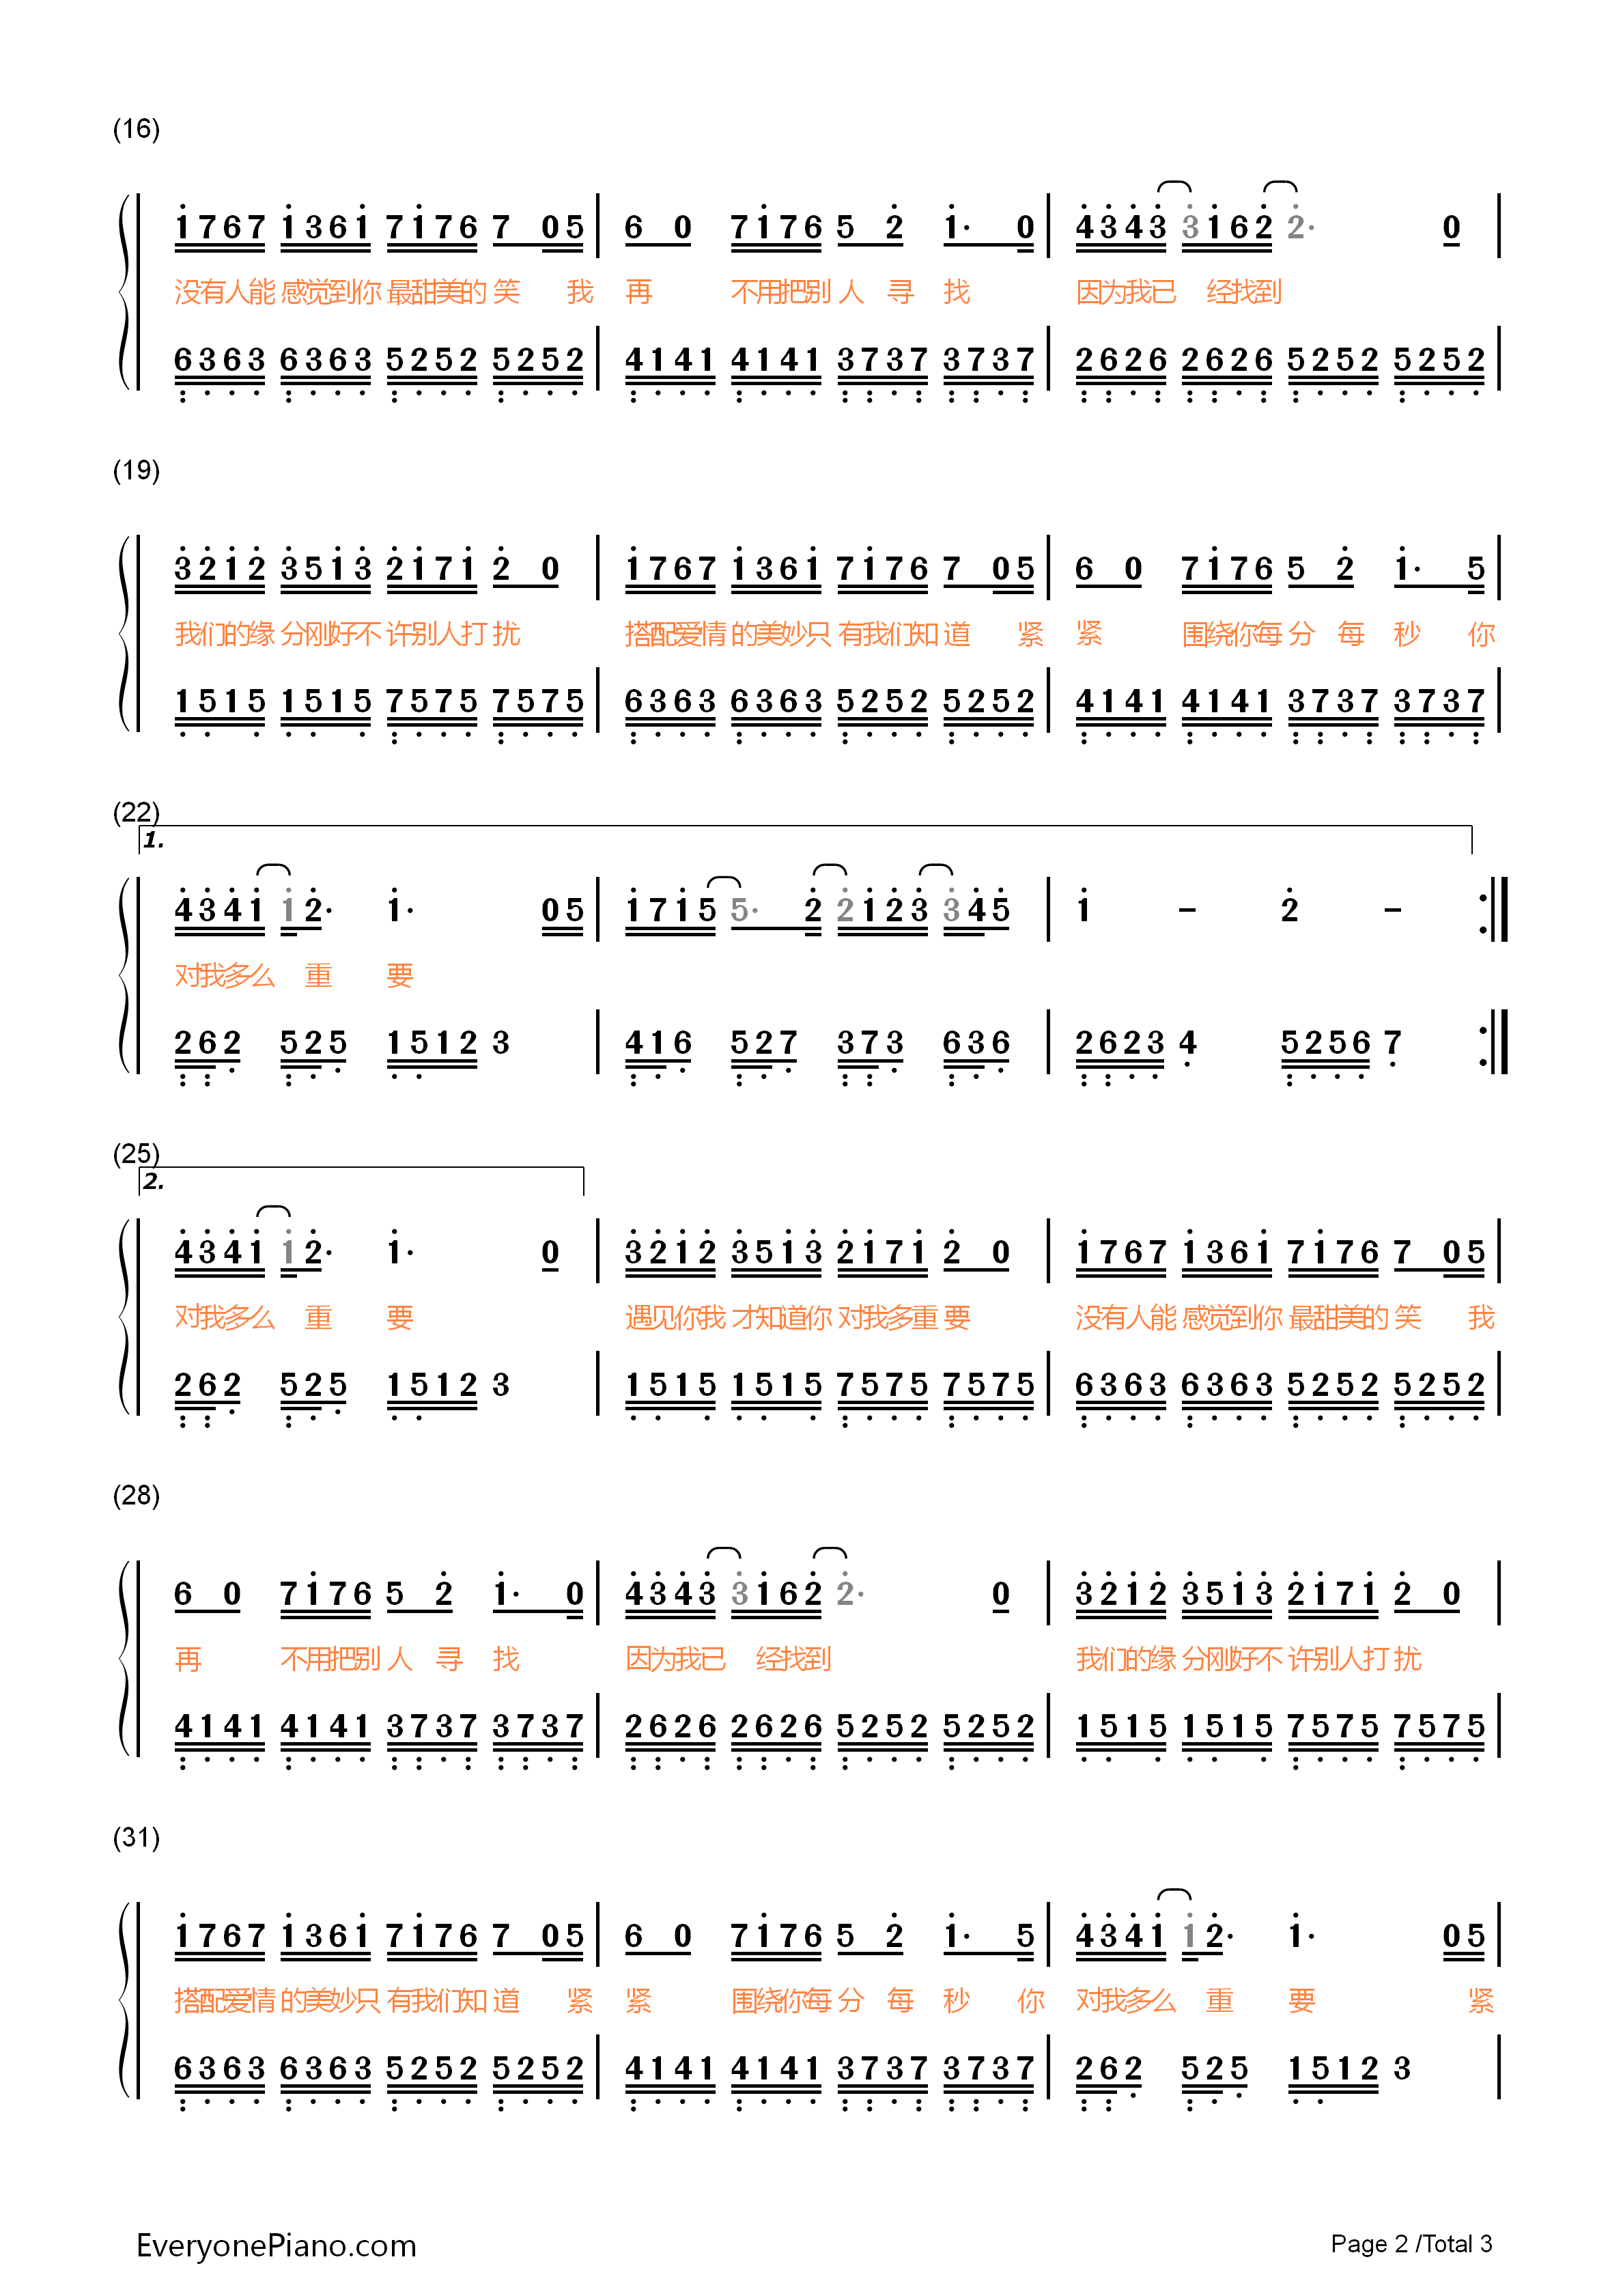 (16)
1767 1361 7176 7 05 6 0 7176 5 2 1· 0 4343 3162 2· 0
没有人能 感觉到你 最甜美的 笑 我 再 不用把别 人 寻 找 因为我已 经找到
6363 6363 5252 5252 4141 4141 3737 3737 2626 2626 5252 5252
(19)
3212 3513 2171 2 0 1767 1361 7176 7 05 6 0 7176 5 2 1· 5
我们的缘 分刚好不 许别人打 扰 搭配爱情 的美妙只 有我们知 道 紧 紧 围绕你每 分 每 秒 你
1515 1515 7575 7575 6363 6363 5252 5252 4141 4141 3737 3737
(22)
1.
4341 12· 1· 05 1715 5· 2 2123 345 1 – 2 –
对我多么 重 要
262 525 1512 3 416 527 373 636 2623 4 5256 7
(25)
2.
4341 12· 1· 0 3212 3513 2171 2 0 1767 1361 7176 7 05
对我多么 重 要 遇见你我 才知道你 对我多重 要 没有人能 感觉到你 最甜美的 笑 我
262 525 1512 3 1515 1515 7575 7575 6363 6363 5252 5252
(28)
6 0 7176 5 2 1· 0 4343 3162 2· 0 3212 3513 2171 2 0
再 不用把别 人 寻 找 因为我已 经找到 我们的缘 分刚好不 许别人打 扰
4141 4141 3737 3737 2626 2626 5252 5252 1515 1515 7575 7575
(31)
1767 1361 7176 7 05 6 0 7176 5 2 1· 5 4341 12· 1· 05
搭配爱情 的美妙只 有我们知 道 紧 紧 围绕你每 分 每 秒 你 对我多么 重 要 紧
6363 6363 5252 5252 4141 4141 3737 3737 262 525 1512 3
EveryonePiano.com
Page 2 /Total 3